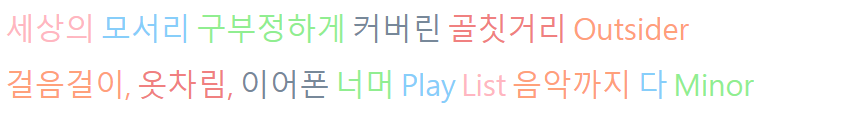 세상의 모서리 구부정하게 커버린 골칫거리 Outsider
걸음걸이, 옷차림, 이어폰 너머 Play List 음악까지 다 Minor